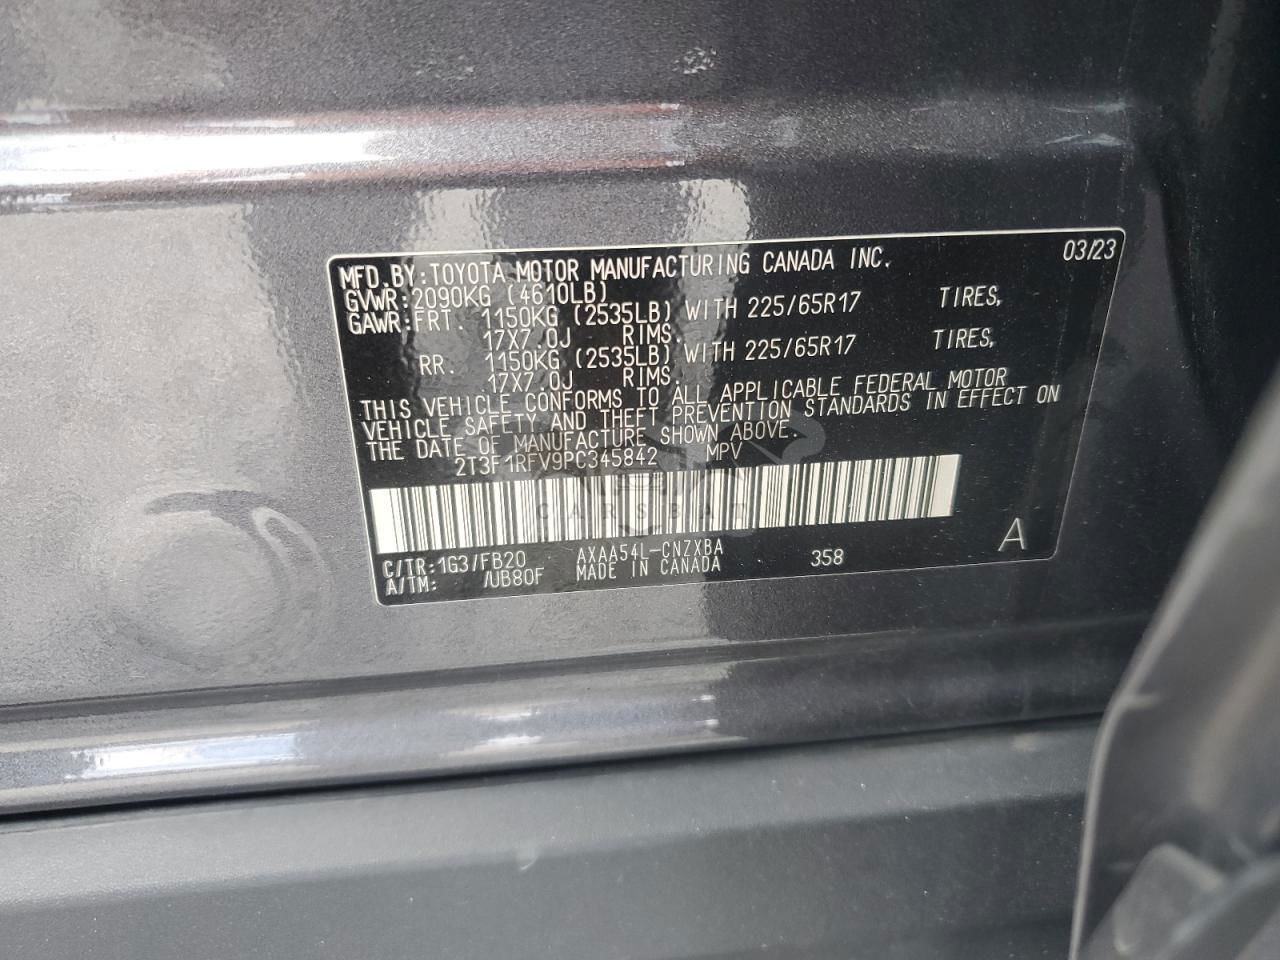 03/23
MFD.BY:TOYOTA MOTOR MANUFACTURING CANADA INC.
GVWR:2090KG (4610LB)
GAWR:FRT. 1150KG (2535LB) WITH 225/65R17 TIRES,
17X7.0J RIMS.
RR. 1150KG (2535LB) WITH 225/65R17 TIRES,
17X7.0J RIMS.
THIS VEHICLE CONFORMS TO ALL APPLICABLE FEDERAL MOTOR
VEHICLE SAFETY AND THEFT PREVENTION STANDARDS IN EFFECT ON
THE DATE OF MANUFACTURE SHOWN ABOVE.
2T3F1RFV9PC345842 MPV
C/TR:1G3/FB20 AXAA54L-CNZXBA 358 A
A/TM: /UB80F MADE IN CANADA